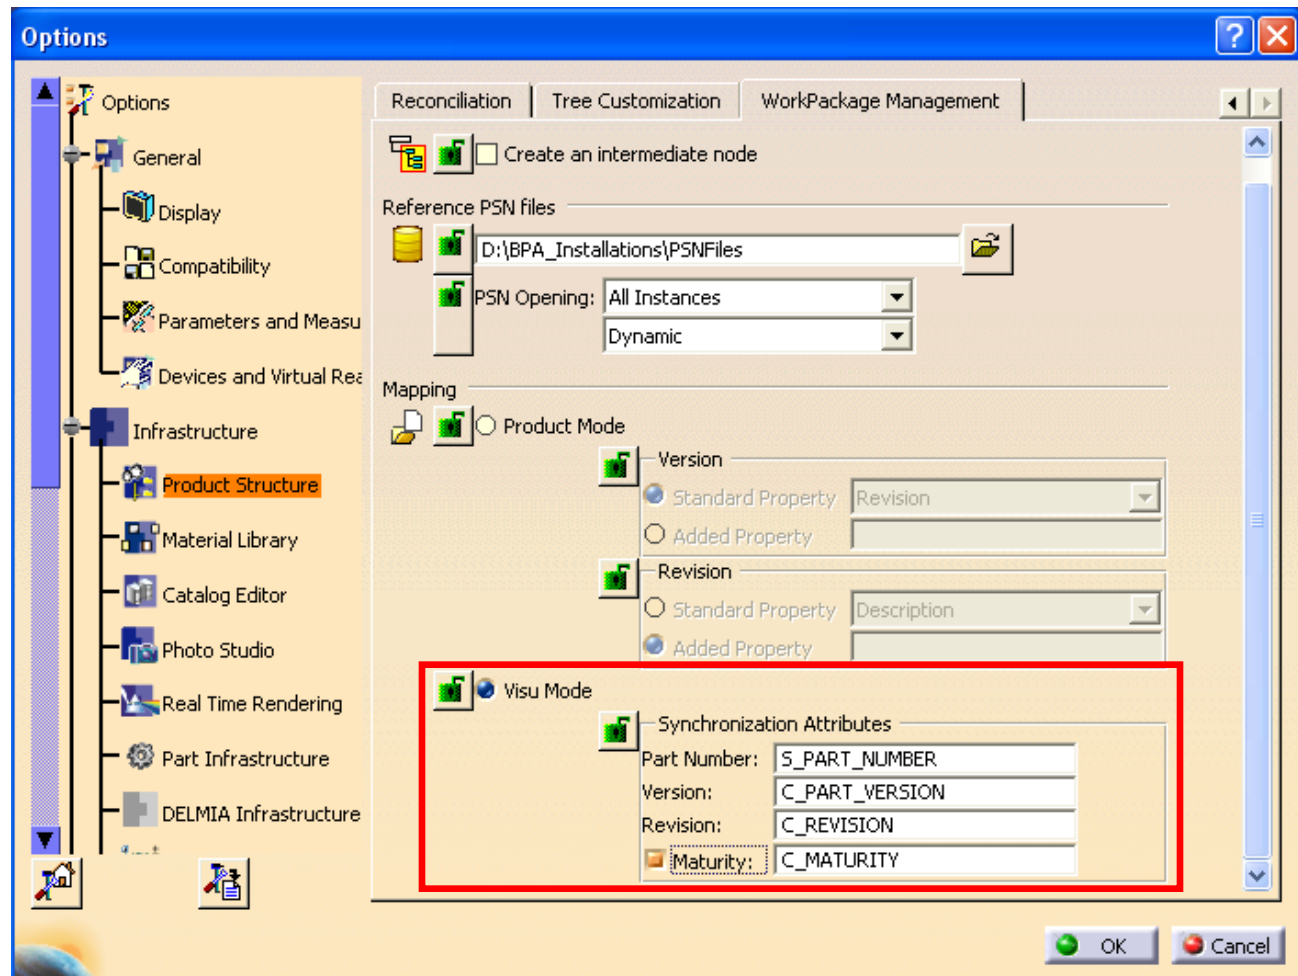 Options
Options
General
Display
Compatibility
Parameters and Measu
Devices and Virtual Rea
Infrastructure
Product Structure
Material Library
Catalog Editor
Photo Studio
Real Time Rendering
Part Infrastructure
DELMIA Infrastructure
Reconciliation Tree Customization WorkPackage Management
Create an intermediate node
Reference PSN files
D:\BPA_Installations\PSNFiles
PSN Opening: All Instances
Dynamic
Mapping
Product Mode
Version
Standard Property Revision
Added Property
Revision
Standard Property Description
Added Property
Visu Mode
Synchronization Attributes
Part Number: S_PART_NUMBER
Version: C_PART_VERSION
Revision: C_REVISION
Maturity: C_MATURITY
OK Cancel